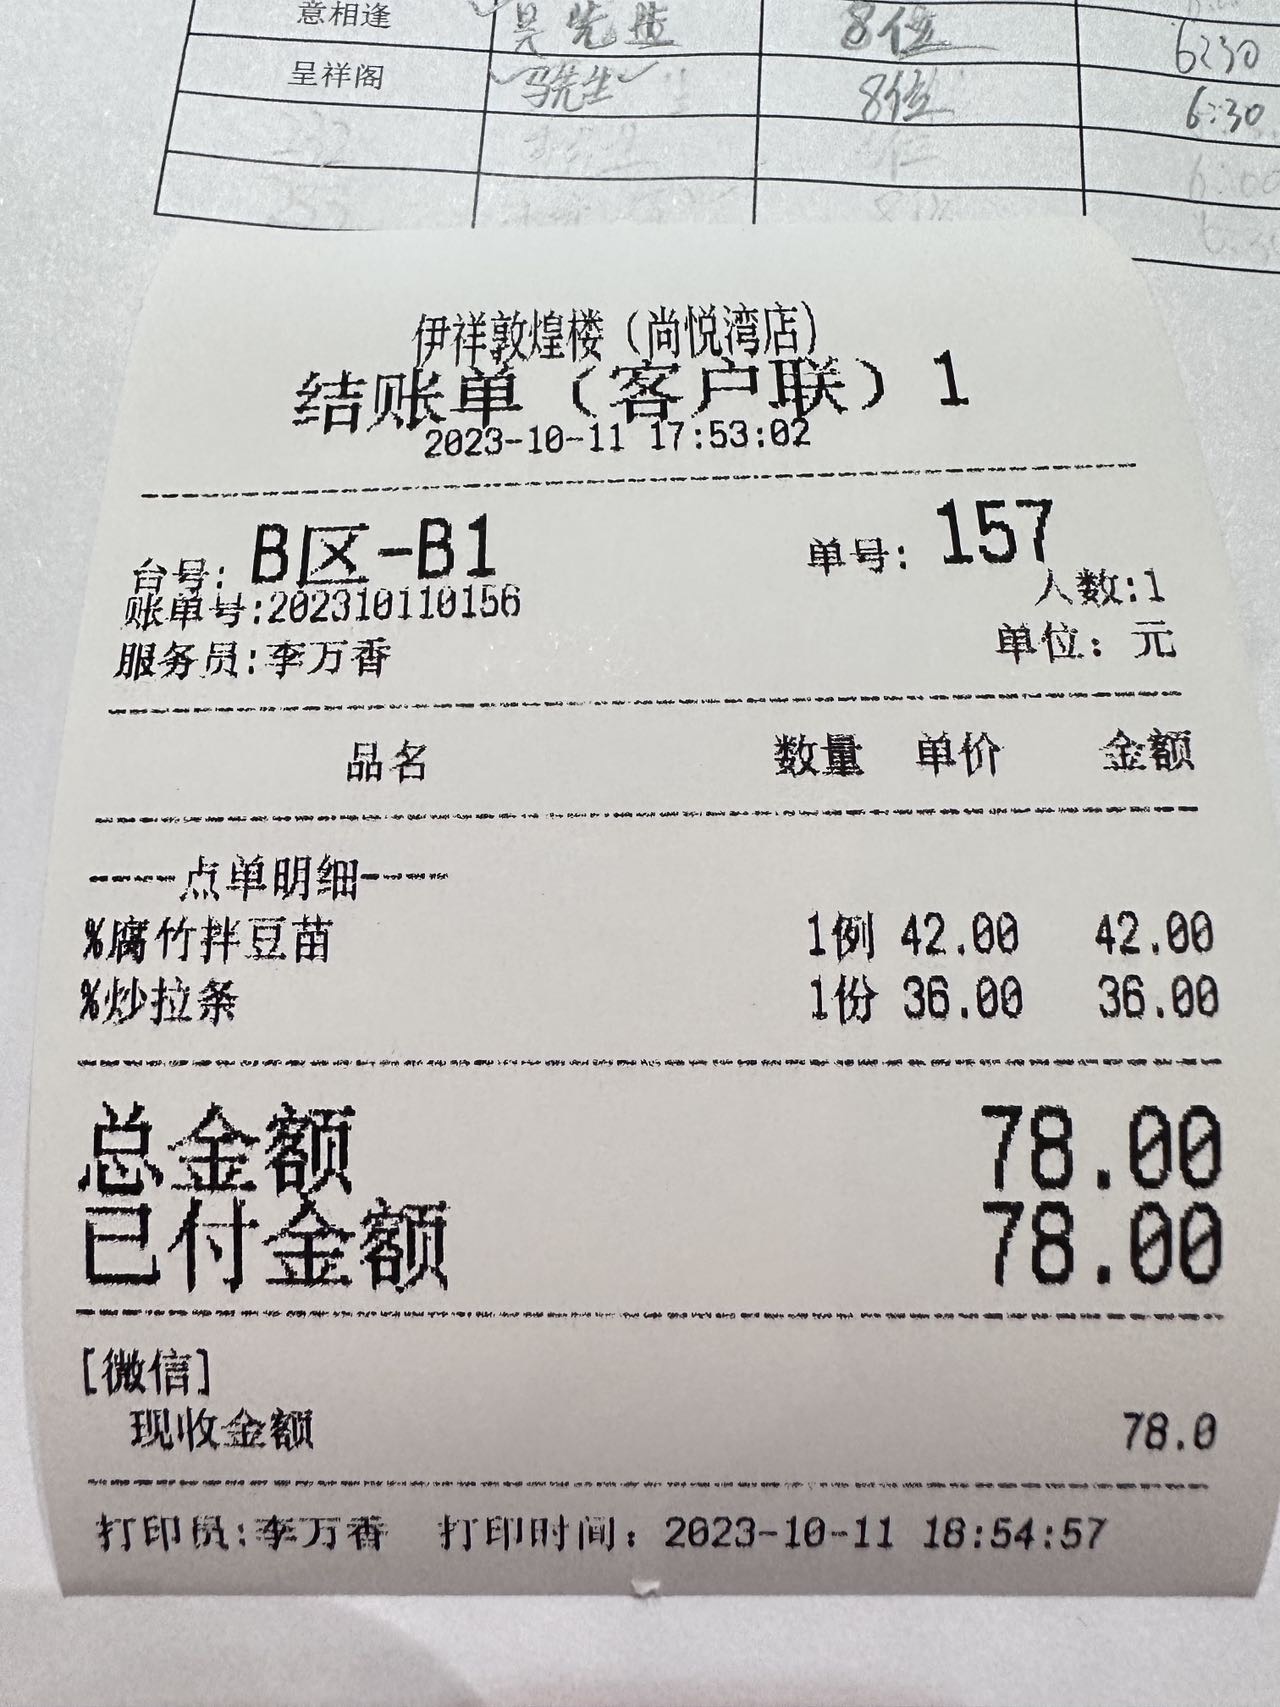 意相逢 吴先生 8位 6:30
呈祥阁 马先生 8位 6:30
伊祥敦煌楼（尚悦湾店）
结账单（客户联）1
2023-10-11 17:53:02
台号: B区-B1 单号: 157
账单号:202310110156 人数:1
服务员:李万香 单位: 元
品名 数量 单价 金额
----点单明细----
%腐竹拌豆苗 1例 42.00 42.00
%炒拉条 1份 36.00 36.00
总金额 78.00
已付金额 78.00
[微信]
现收金额 78.0
打印员:李万香 打印时间: 2023-10-11 18:54:57